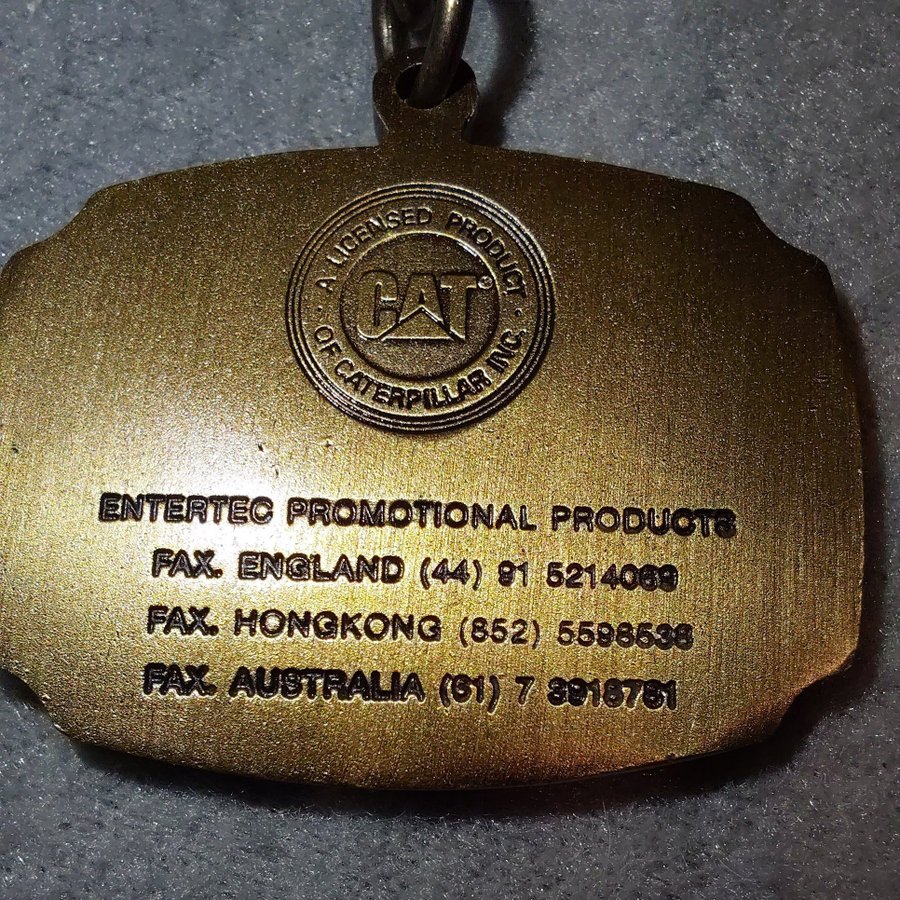 A LICENSED PRODUCT
CAT®
OF CATERPILLAR INC.
ENTERTEC PROMOTIONAL PRODUCTS
FAX. ENGLAND (44) 91 5214069
FAX. HONGKONG (852) 5598538
FAX. AUSTRALIA (61) 7 3918761